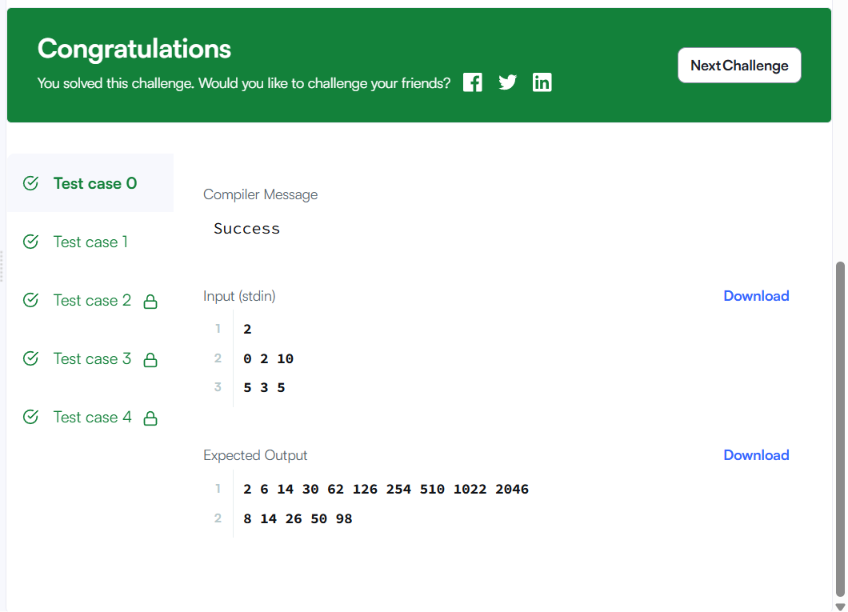 Congratulations
You solved this challenge. Would you like to challenge your friends?
Next Challenge
Test case 0
Test case 1
Test case 2
Test case 3
Test case 4
Compiler Message
Success
Input (stdin)
Download
1 2
2 0 2 10
3 5 3 5
Expected Output
Download
1 2 6 14 30 62 126 254 510 1022 2046
2 8 14 26 50 98